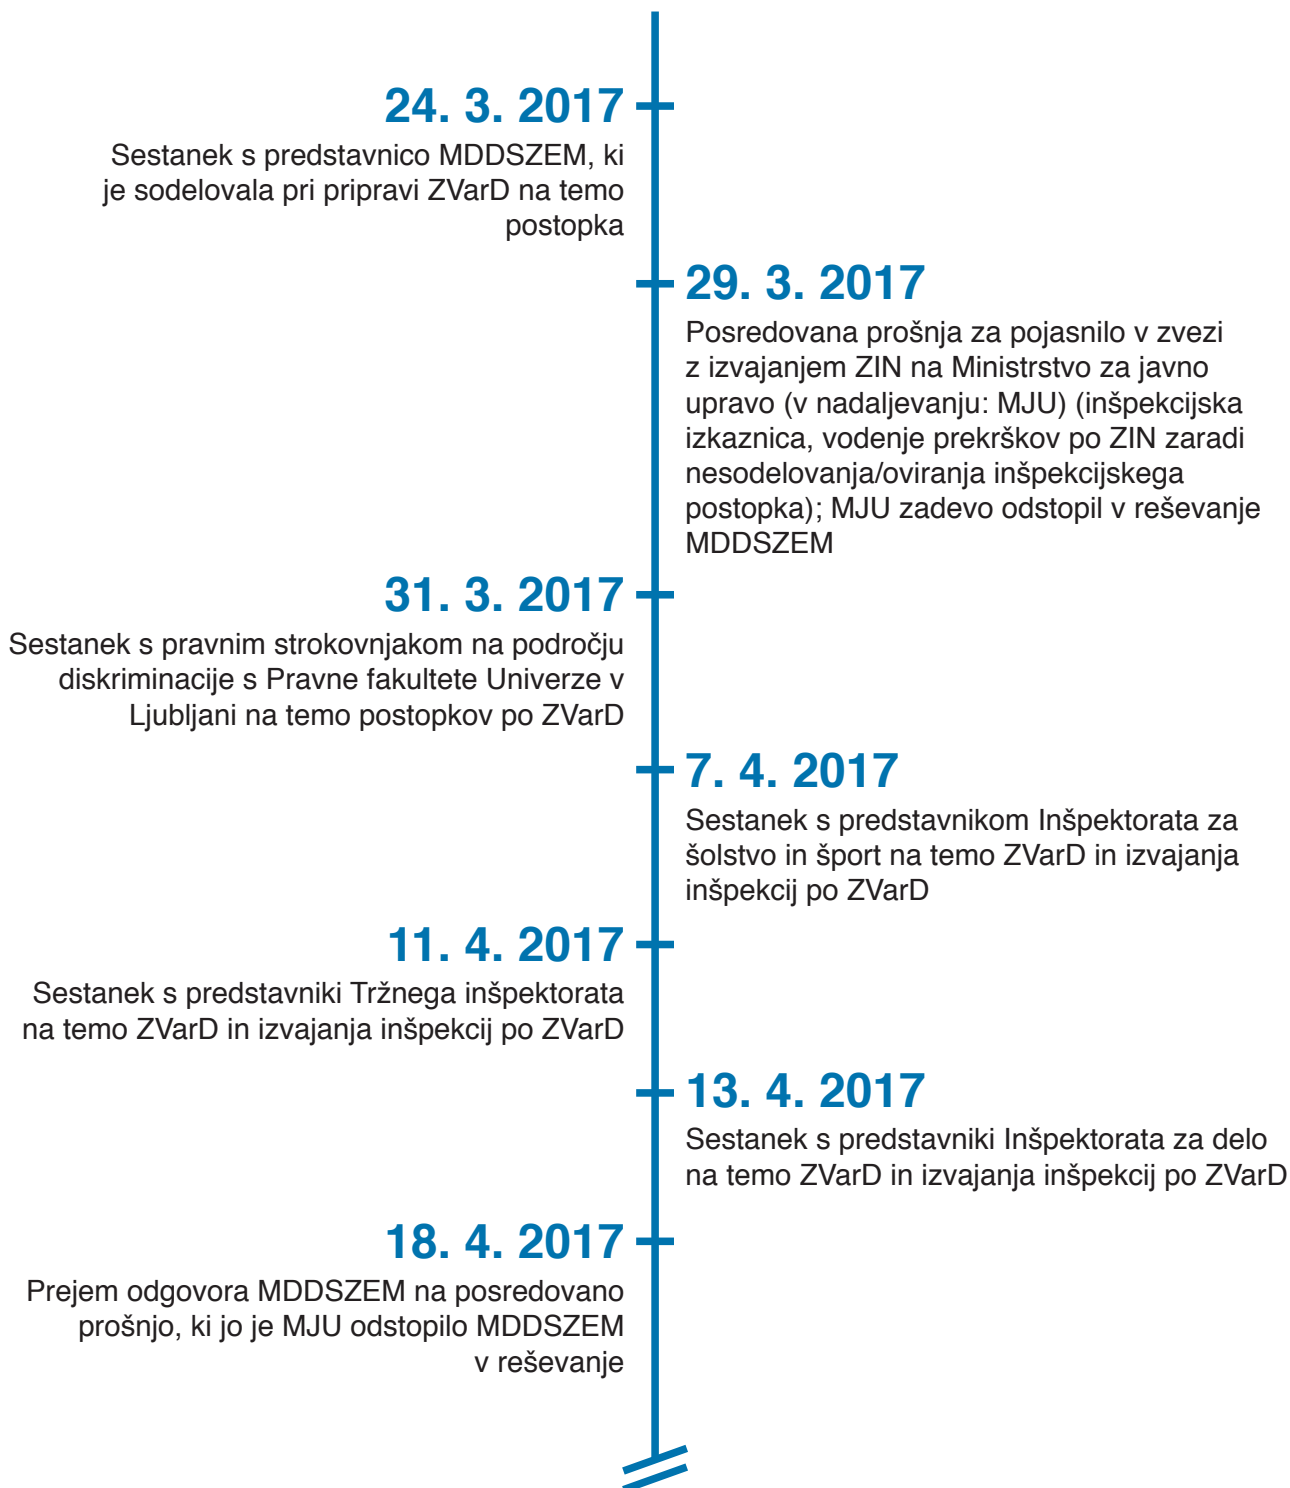 24. 3. 2017
Sestanek s predstavnico MDDSZEM, ki
je sodelovala pri pripravi ZVarD na temo
postopka
29. 3. 2017
Posredovana prošnja za pojasnilo v zvezi
z izvajanjem ZIN na Ministrstvo za javno
upravo (v nadaljevanju: MJU) (inšpekcijska
izkaznica, vodenje prekrškov po ZIN zaradi
nesodelovanja/oviranja inšpekcijskega
postopka); MJU zadevo odstopil v reševanje
MDDSZEM
31. 3. 2017
Sestanek s pravnim strokovnjakom na področju
diskriminacije s Pravne fakultete Univerze v
Ljubljani na temo postopkov po ZVarD
7. 4. 2017
Sestanek s predstavnikom Inšpektorata za
šolstvo in šport na temo ZVarD in izvajanja
inšpekcij po ZVarD
11. 4. 2017
Sestanek s predstavniki Tržnega inšpektorata
na temo ZVarD in izvajanja inšpekcij po ZVarD
13. 4. 2017
Sestanek s predstavniki Inšpektorata za delo
na temo ZVarD in izvajanja inšpekcij po ZVarD
18. 4. 2017
Prejem odgovora MDDSZEM na posredovano
prošnjo, ki jo je MJU odstopilo MDDSZEM
v reševanje